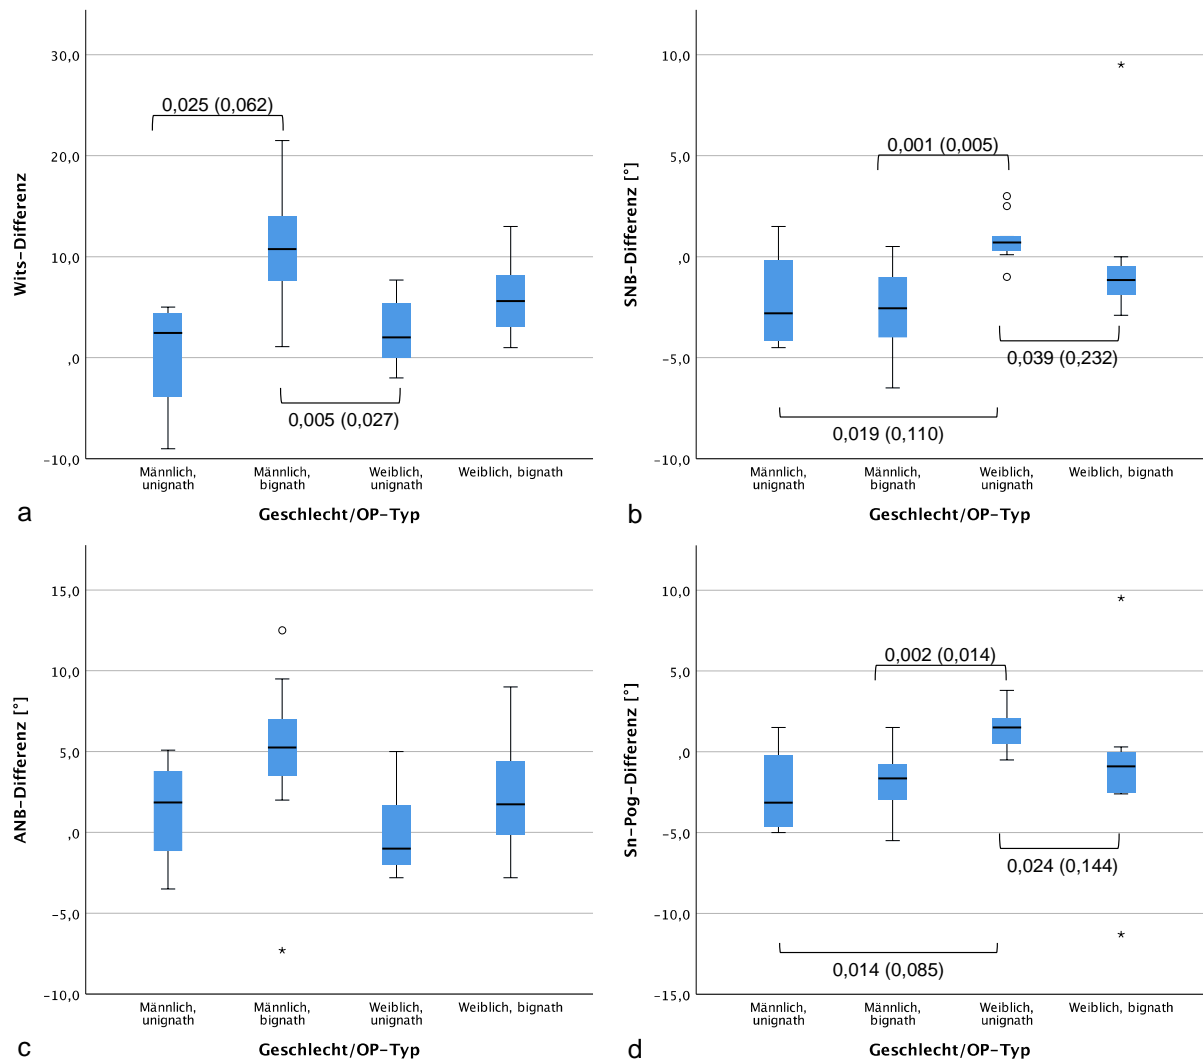 30,0
20,0
10,0
,0
-10,0
Wits-Differenz
0,025 (0,062)
0,005 (0,027)
Männlich, unignath
Männlich, bignath
Weiblich, unignath
Weiblich, bignath
Geschlecht/OP-Typ
a
10,0
5,0
,0
-5,0
-10,0
SNB-Differenz [°]
0,001 (0,005)
0,039 (0,232)
0,019 (0,110)
Männlich, unignath
Männlich, bignath
Weiblich, unignath
Weiblich, bignath
Geschlecht/OP-Typ
b
15,0
10,0
5,0
,0
-5,0
-10,0
ANB-Differenz [°]
Männlich, unignath
Männlich, bignath
Weiblich, unignath
Weiblich, bignath
Geschlecht/OP-Typ
c
10,0
5,0
,0
-5,0
-10,0
-15,0
Sn-Pog-Differenz [°]
0,002 (0,014)
0,024 (0,144)
0,014 (0,085)
Männlich, unignath
Männlich, bignath
Weiblich, unignath
Weiblich, bignath
Geschlecht/OP-Typ
d